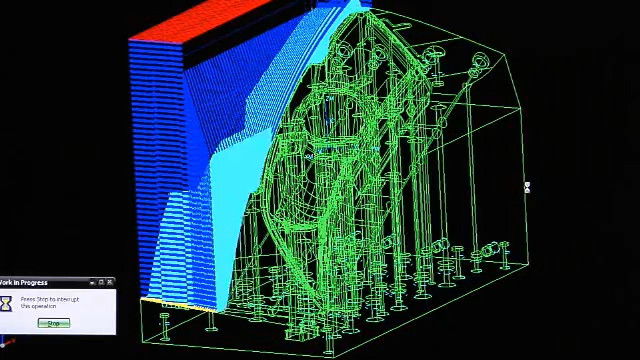 Work in Progress
Press Stop to interrupt
this operation
Stop